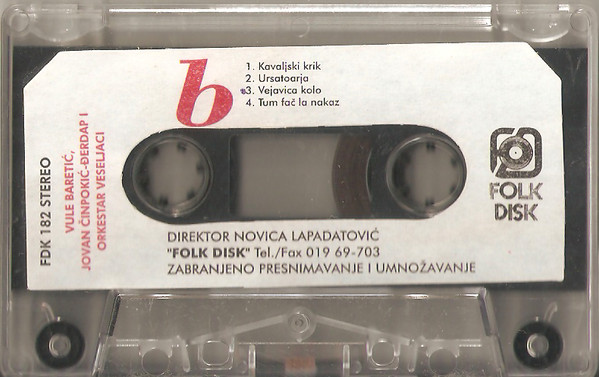 FDK 182 STEREO
VULE BARETIĆ,
JOVAN ČINPOKIĆ-ĐERDAP I
ORKESTAR VESELJACI
b
1. Kavaljski krik
2. Ursatoarja
*3. Vejavica kolo
4. Tum fač la nakaz
FOLK
DISK
DIREKTOR NOVICA LAPADATOVIĆ
"FOLK DISK" Tel./Fax 019 69-703
ZABRANJENO PRESNIMAVANJE I UMNOŽAVANJE